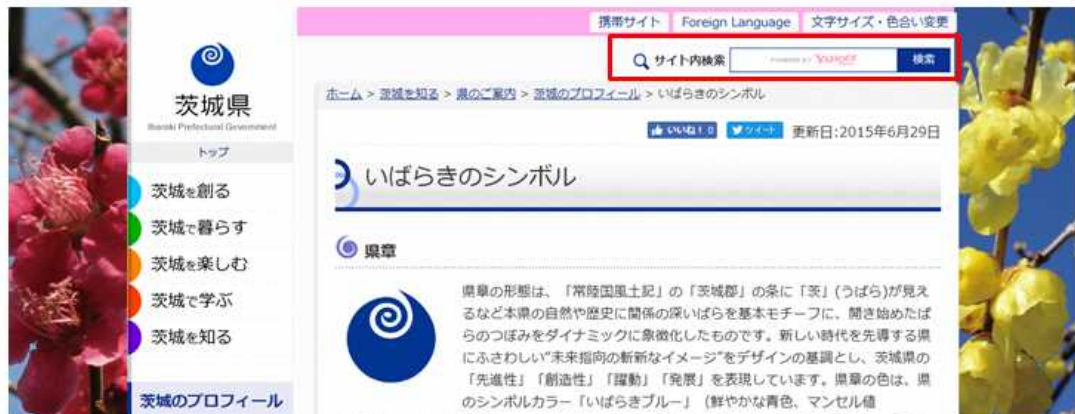 携帯サイト Foreign Language 文字サイズ・色合い変更
サイト内検索 POWERED BY YAHOO! 検索
茨城県
Ibaraki Prefectural Government
トップ
茨城を創る
茨城で暮らす
茨城を楽しむ
茨城で学ぶ
茨城を知る
茨城のプロフィール
ホーム > 茨城を知る > 県のご案内 > 茨城のプロフィール > いばらきのシンボル
いいね! 0 ツイート 更新日:2015年6月29日
いばらきのシンボル
県章
県章の形態は、「常陸国風土記」の「茨城郡」の条に「茨」(うばら)が見え
るなど本県の自然や歴史に関係の深いばらを基本モチーフに、開き始めたば
らのつぼみをダイナミックに象徴化したものです。新しい時代を先導する県
にふさわしい"未来指向の斬新なイメージ"をデザインの基調とし、茨城県の
「先進性」「創造性」「躍動」「発展」を表現しています。県章の色は、県
のシンボルカラー「いばらきブルー」(鮮やかな青色、マンセル値